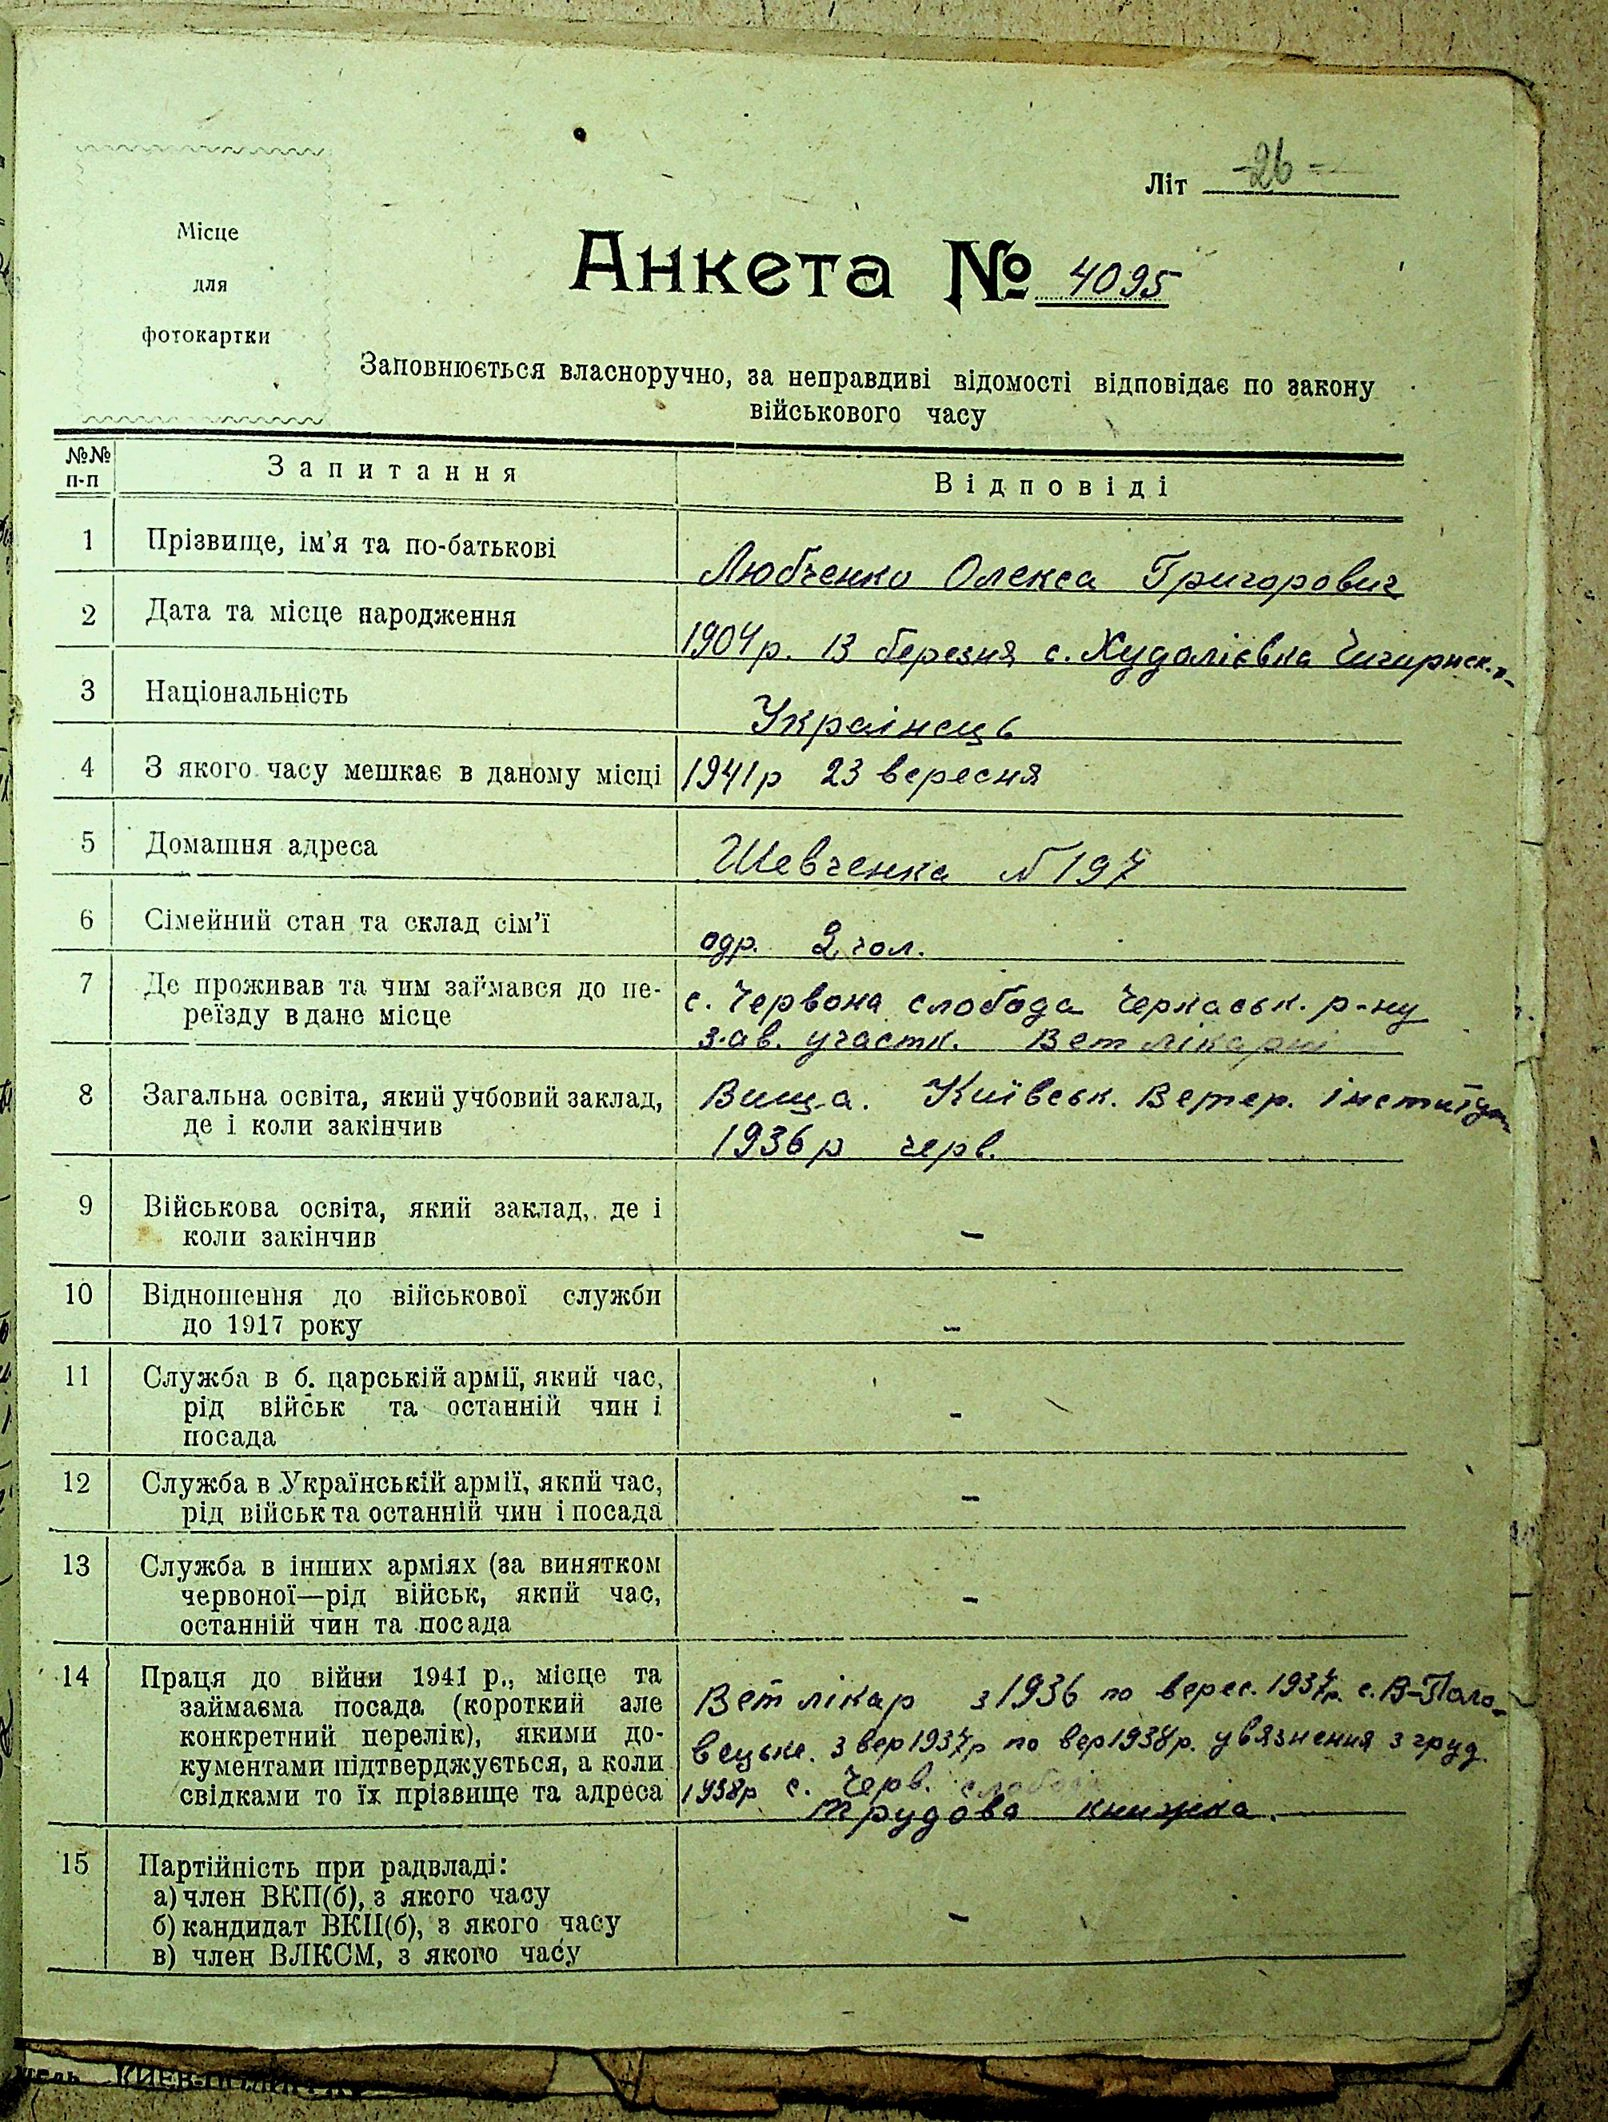 Літ -26-
Місце
для
фотокартки
Анкета № 4095
Заповнюється власноручно, за неправдиві відомості відповідає по закону
військового часу
№№ п-п
Запитання
Відповіді
1 Прізвище, ім'я та по-батькові
Любченко Олекса Григорович
2 Дата та місце народження
1904 р. 13 березня с. Худоліївка Чигирнск.
3 Національність
Українець
4 З якого часу мешкає в даному місці
1941 р 23 вересня
5 Домашня адреса
Шевченка № 197
6 Сімейний стан та склад сім'ї
одр. 2 чол.
7 Де проживав та чим займався до пе-
реїзду в дане місце
с. Червона слобода Черкаськ. р-ну
зав. участк. Вет лікарні
8 Загальна освіта, який учбовий заклад,
де і коли закінчив
Вища. Київськ. Ветер. інститут
1936 р черв.
9 Військова освіта, який заклад, де і
коли закінчив
-
10 Відношення до військової служби
до 1917 року
-
11 Служба в б. царській армії, який час,
рід військ та останній чин і
посада
-
12 Служба в Українській армії, який час,
рід військ та останній чин і посада
-
13 Служба в інших арміях (за винятком
червоної—рід військ, який час,
останній чин та посада
-
14 Праця до війни 1941 р., місце та
займаєма посада (короткий але
конкретний перелік), якими до-
кументами підтверджується, а коли
свідками то їх прізвище та адреса
Вет лікар з 1936 по верес. 1937р. с. В-Поло-
вецьке. З вер 1937р по вер 1938р. увязнення з груд.
1938р с. Черв. слобода
трудова книжка.
15 Партійність при радвладі:
а) член ВКП(б), з якого часу
б) кандидат ВКП(б), з якого часу
в) член ВЛКСМ, з якого часу
-